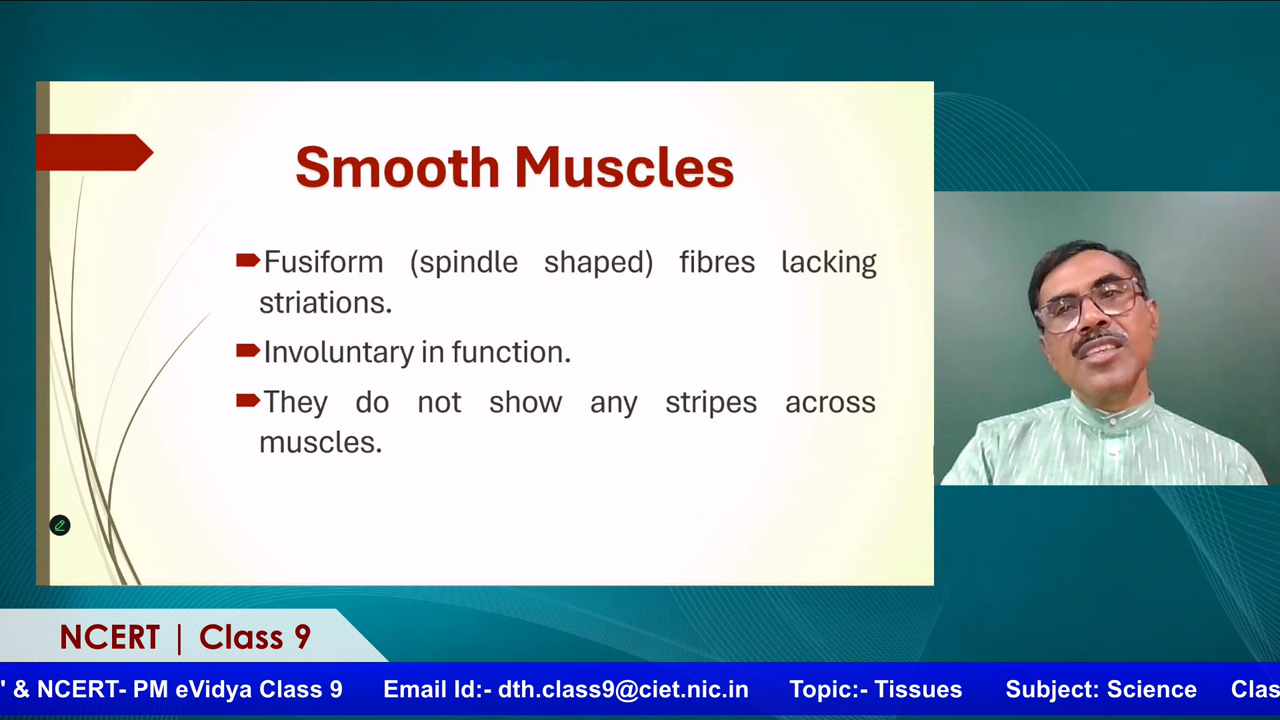 Smooth Muscles
Fusiform (spindle shaped) fibres lacking
striations.
Involuntary in function.
They do not show any stripes across
muscles.
NCERT | Class 9
' & NCERT- PM eVidya Class 9 Email Id:- dth.class9@ciet.nic.in Topic:- Tissues Subject: Science Clas